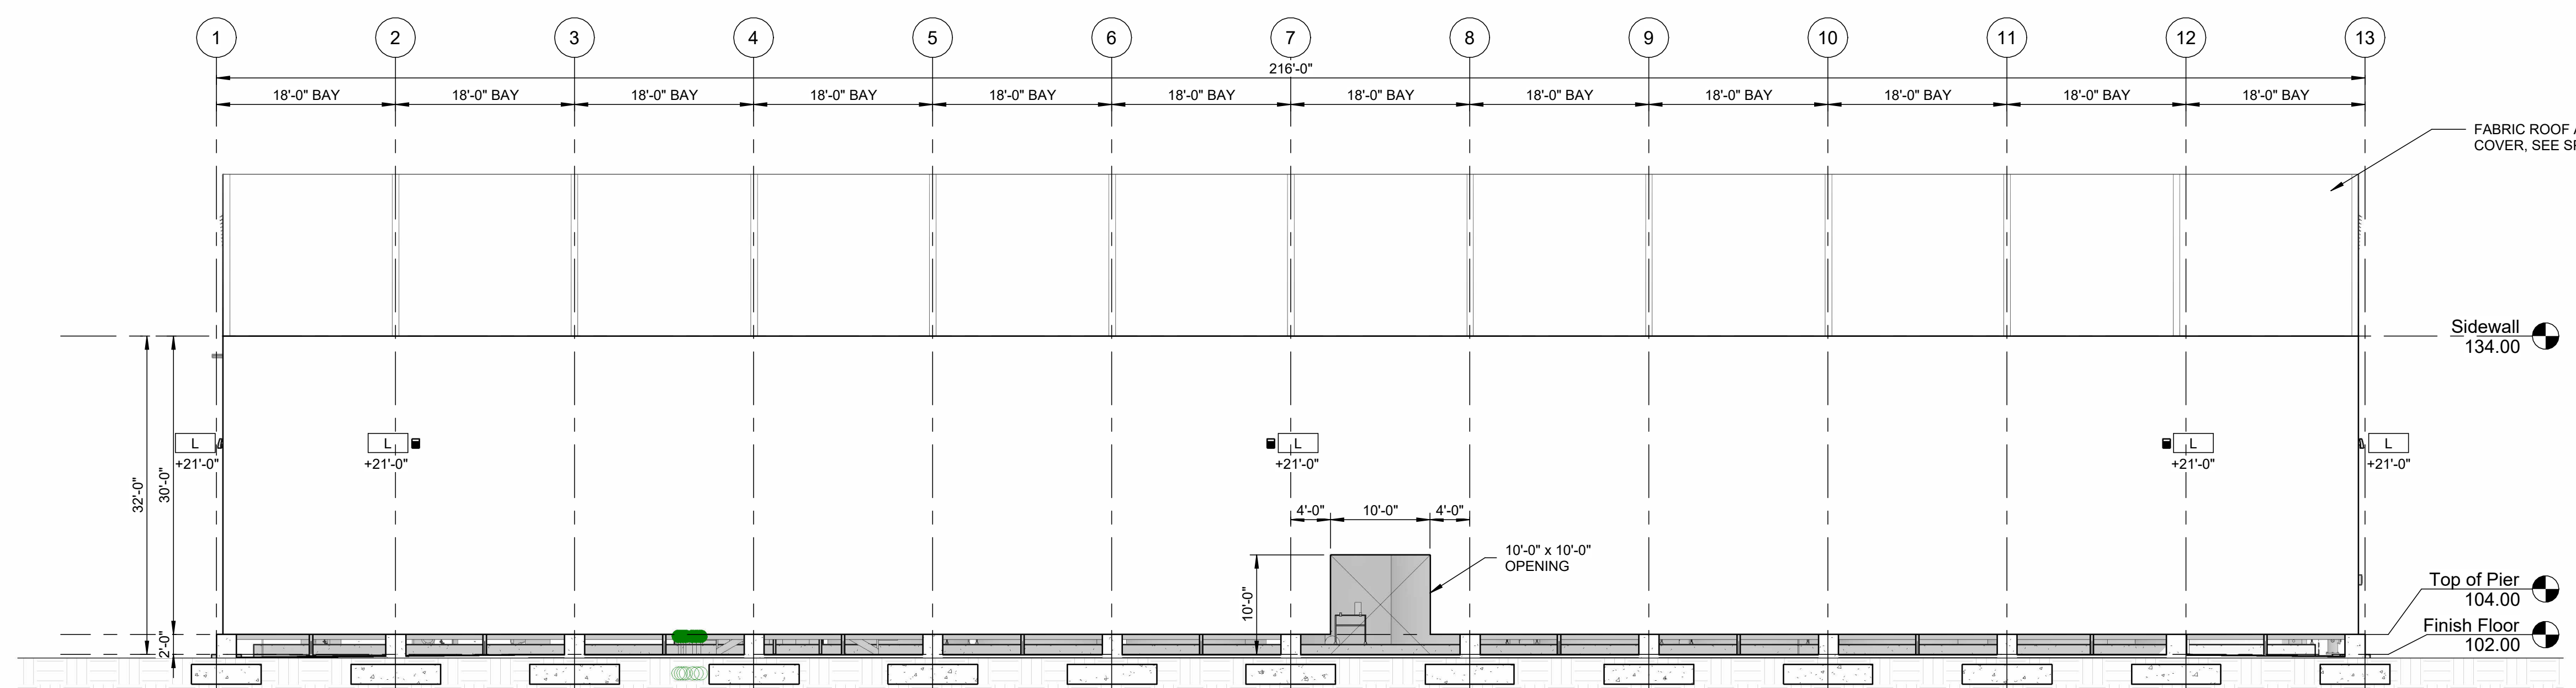 1 2 3 4 5 6 7 8 9 10 11 12 13
216'-0"
18'-0" BAY 18'-0" BAY 18'-0" BAY 18'-0" BAY 18'-0" BAY 18'-0" BAY 18'-0" BAY 18'-0" BAY 18'-0" BAY 18'-0" BAY 18'-0" BAY 18'-0" BAY
FABRIC ROOF
COVER, SEE
Sidewall
134.00
L L L L L
+21'-0" +21'-0" +21'-0" +21'-0" +21'-0"
32'-0"
30'-0"
2'-0"
4'-0" 10'-0" 4'-0"
10'-0" x 10'-0"
OPENING
10'-0"
Top of Pier
104.00
Finish Floor
102.00